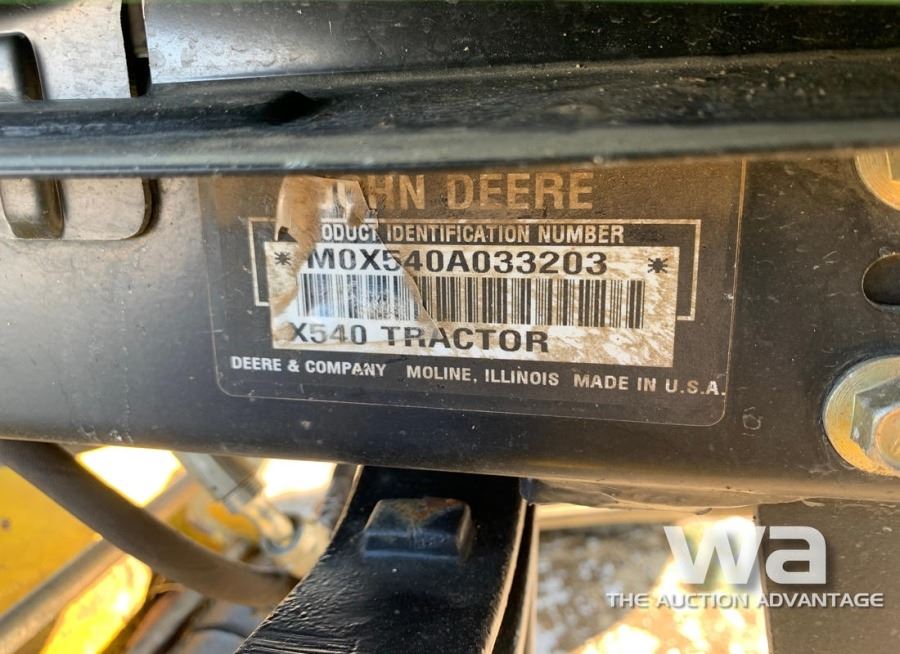 JOHN DEERE
ODUCT IDENTIFICATION NUMBER
* M0X540A033203 *
X540 TRACTOR
DEERE & COMPANY MOLINE, ILLINOIS MADE IN U.S.A.
wa
THE AUCTION ADVANTAGE